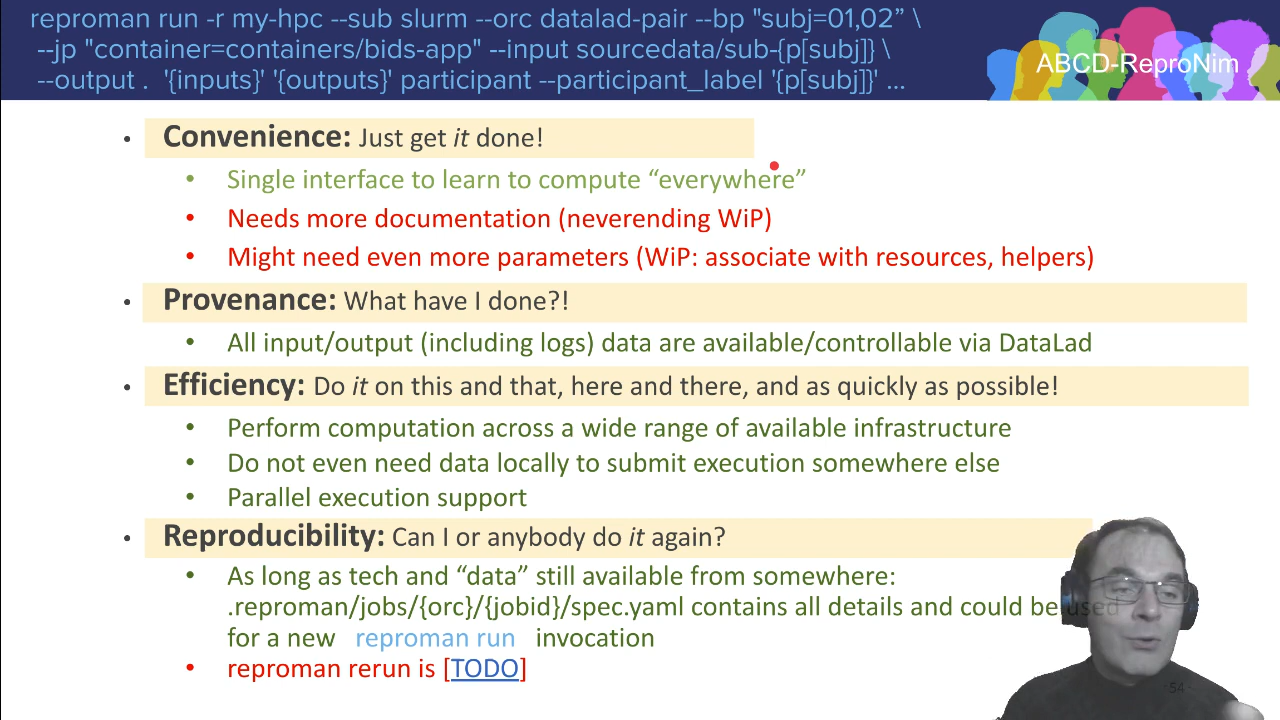 reproman run -r my-hpc --sub slurm --orc datalad-pair --bp "subj=01,02” \
--jp "container=containers/bids-app" --input sourcedata/sub-{p[subj]} \
--output . '{inputs}' '{outputs}' participant --participant_label '{p[subj]}' ...
ABCD-ReproNim
• Convenience: Just get it done!
• Single interface to learn to compute “everywhere”
• Needs more documentation (neverending WiP)
• Might need even more parameters (WiP: associate with resources, helpers)
• Provenance: What have I done?!
• All input/output (including logs) data are available/controllable via DataLad
• Efficiency: Do it on this and that, here and there, and as quickly as possible!
• Perform computation across a wide range of available infrastructure
• Do not even need data locally to submit execution somewhere else
• Parallel execution support
• Reproducibility: Can I or anybody do it again?
• As long as tech and “data” still available from somewhere:
.reproman/jobs/{orc}/{jobid}/spec.yaml contains all details and could be used
for a new reproman run invocation
• reproman rerun is [TODO]
54